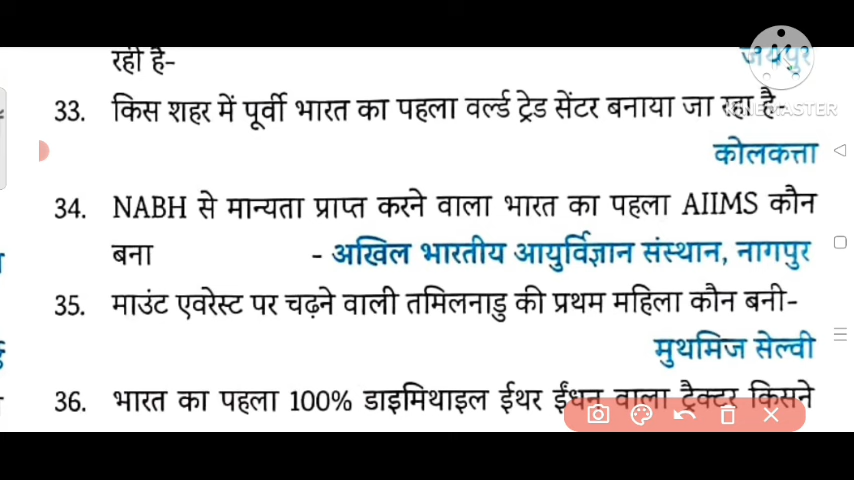 रही है-
जयपुर
33. किस शहर में पूर्वी भारत का पहला वर्ल्ड ट्रेड सेंटर बनाया जा रहा है-
कोलकत्ता
34. NABH से मान्यता प्राप्त करने वाला भारत का पहला AIIMS कौन
बना - अखिल भारतीय आयुर्विज्ञान संस्थान, नागपुर
35. माउंट एवरेस्ट पर चढ़ने वाली तमिलनाडु की प्रथम महिला कौन बनी-
मुथमिज सेल्वी
36. भारत का पहला 100% डाइमिथाइल ईथर ईंधन वाला ट्रैक्टर किसने
KINEMASTER